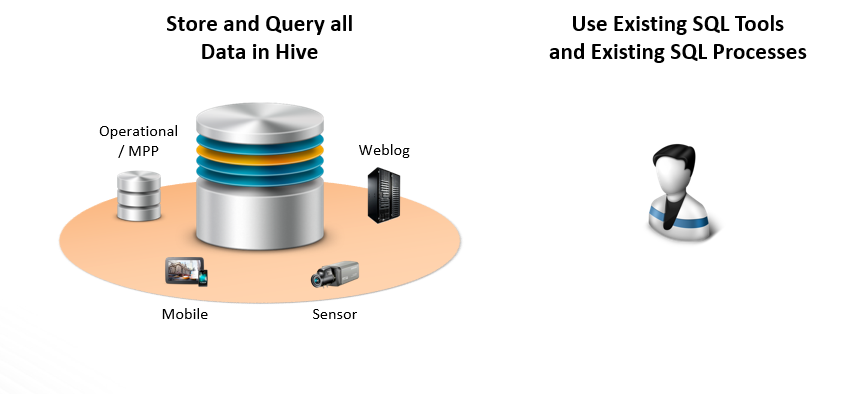 Store and Query all
Data in Hive
Use Existing SQL Tools
and Existing SQL Processes
Operational
/ MPP
Weblog
Mobile
Sensor